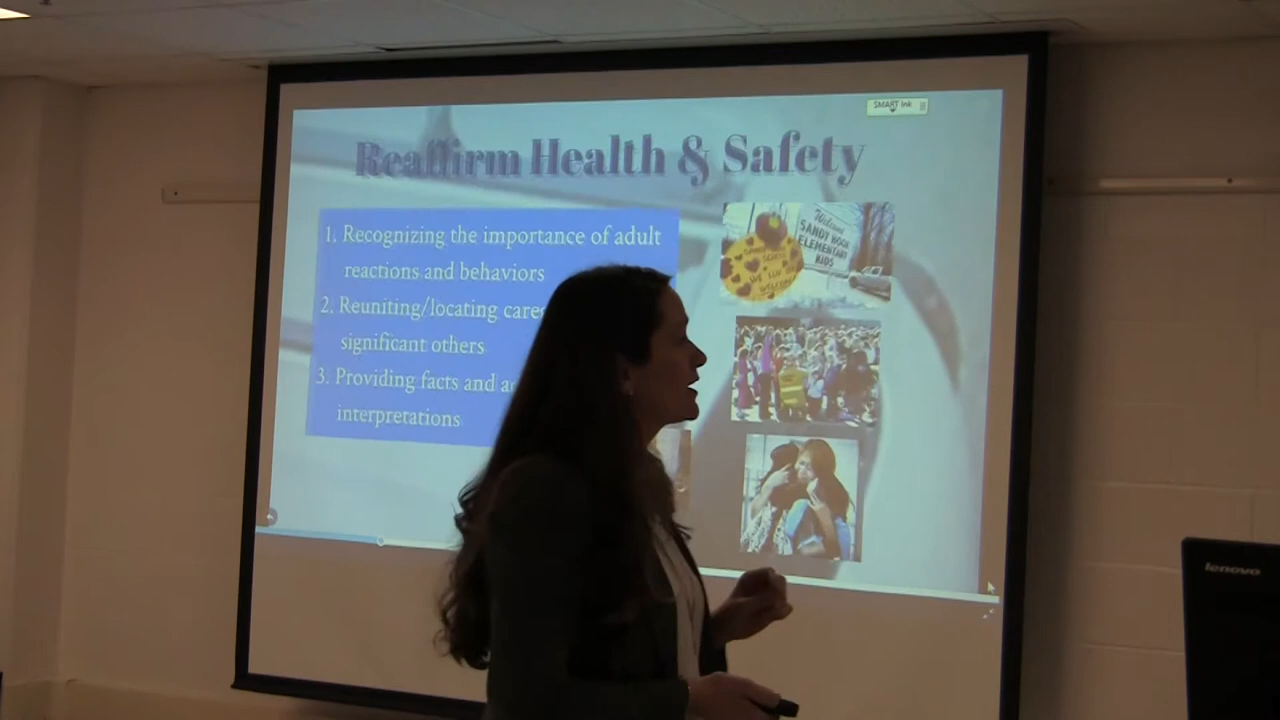 SMART Ink
Reaffirm Health & Safety
1. Recognizing the importance of adult
reactions and behaviors
2. Reuniting/locating
significant others
3. Providing facts and
interpretations
Welcome
SANDY HOOK
ELEMENTARY
KIDS
lenovo